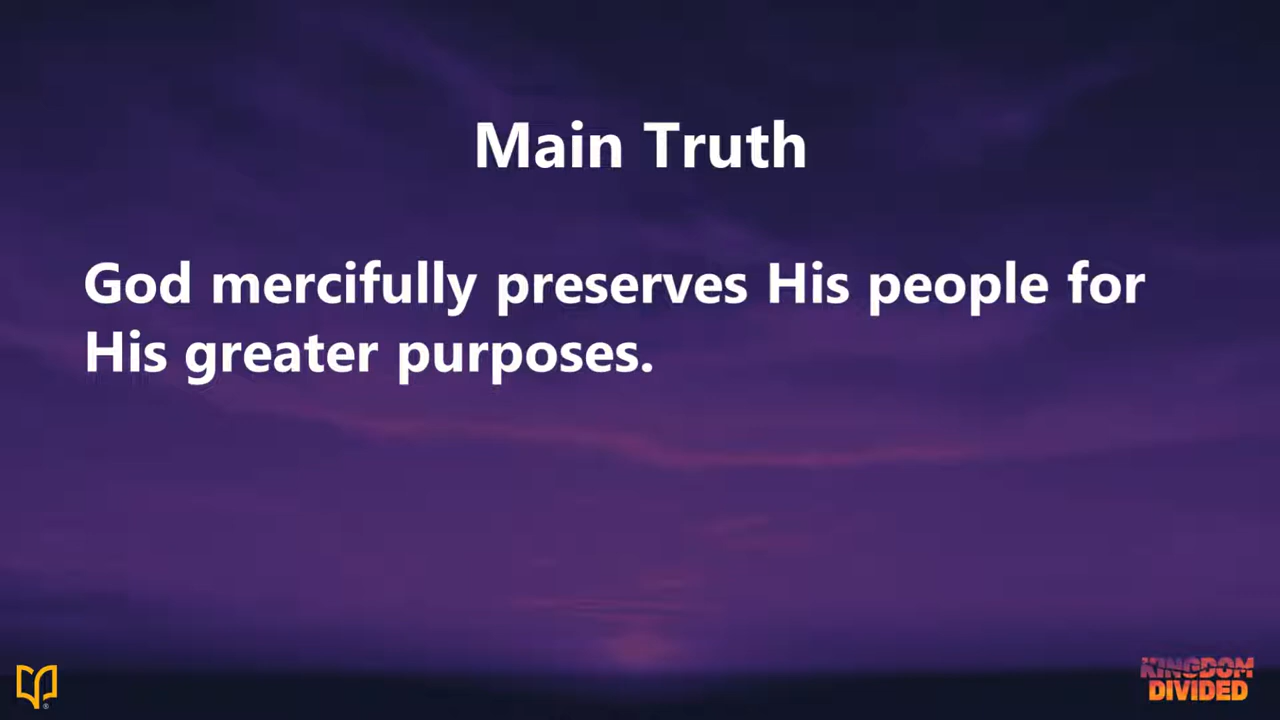 Main Truth
God mercifully preserves His people for
His greater purposes.
®
KINGDOM
DIVIDED